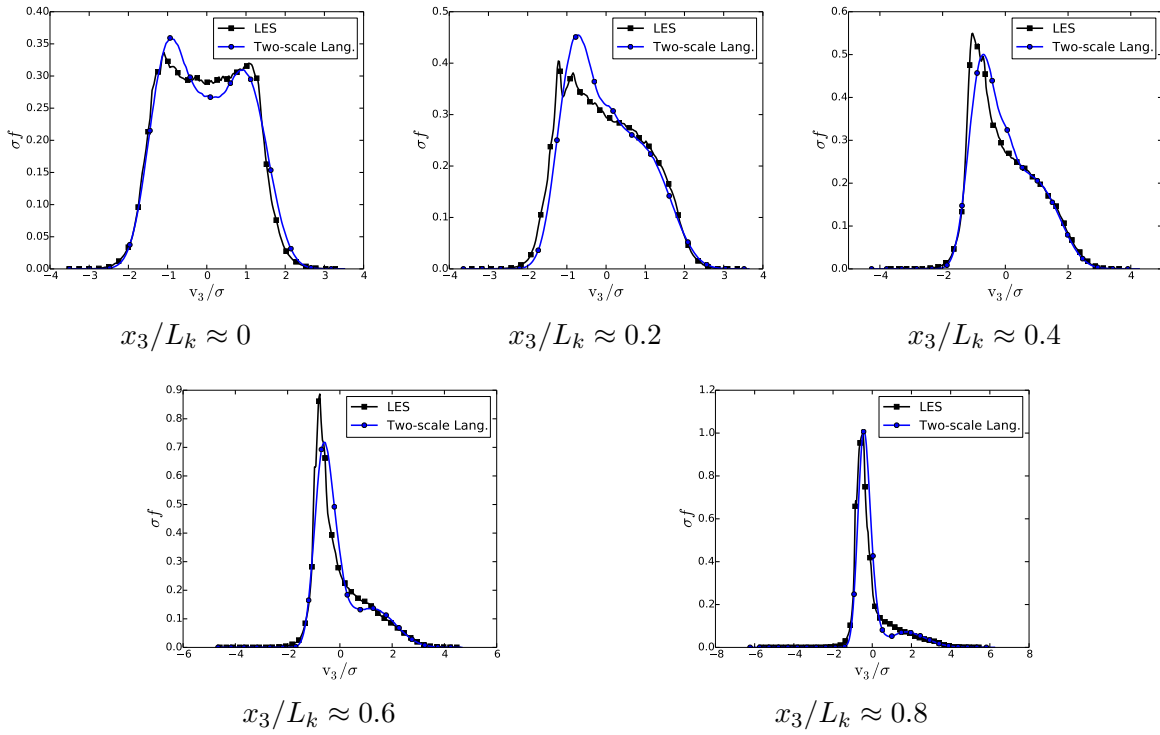 0.40
0.35
0.30
0.25
0.20
0.15
0.10
0.05
0.00
σf
LES
Two-scale Lang.
−4 −3 −2 −1 0 1 2 3 4
v₃/σ
x₃/Lₖ ≈ 0
0.5
0.4
0.3
0.2
0.1
0.0
σf
LES
Two-scale Lang.
−4 −3 −2 −1 0 1 2 3 4
v₃/σ
x₃/Lₖ ≈ 0.2
0.6
0.5
0.4
0.3
0.2
0.1
0.0
σf
LES
Two-scale Lang.
−4 −2 0 2 4
v₃/σ
x₃/Lₖ ≈ 0.4
0.9
0.8
0.7
0.6
0.5
0.4
0.3
0.2
0.1
0.0
σf
LES
Two-scale Lang.
−6 −4 −2 0 2 4 6
v₃/σ
x₃/Lₖ ≈ 0.6
1.2
1.0
0.8
0.6
0.4
0.2
0.0
σf
LES
Two-scale Lang.
−8 −6 −4 −2 0 2 4 6 8
v₃/σ
x₃/Lₖ ≈ 0.8